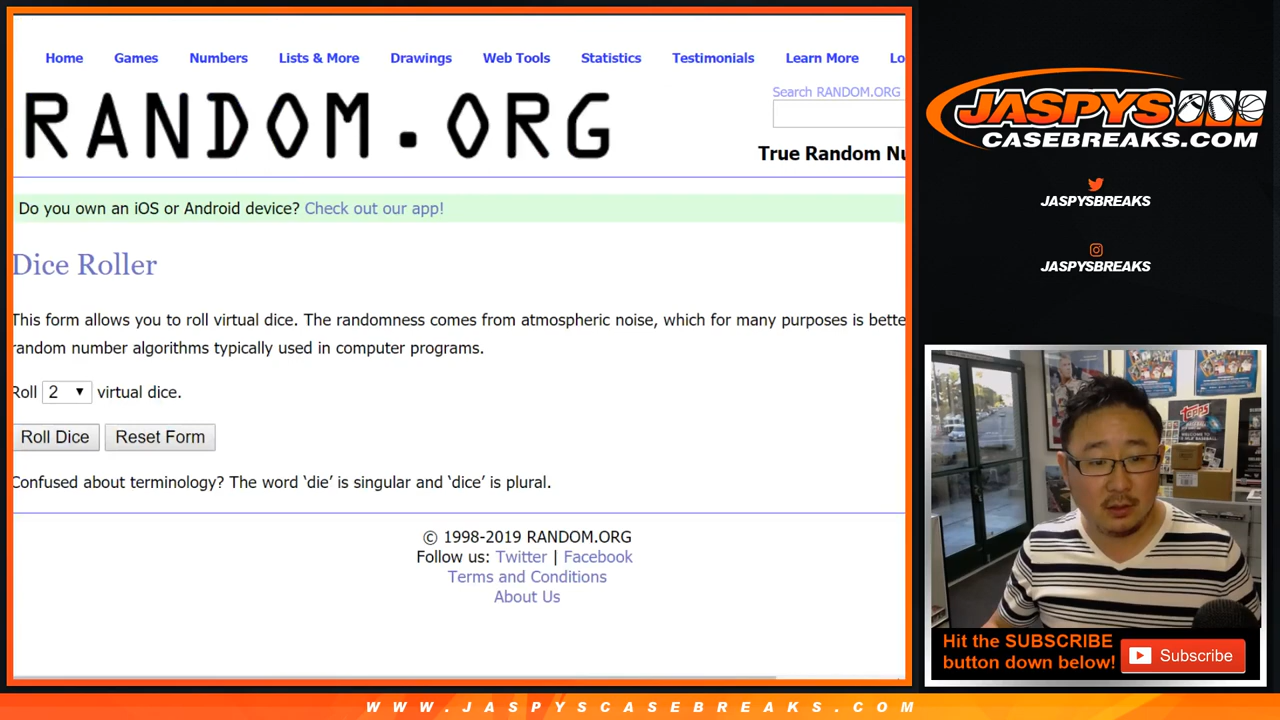 Home Games Numbers Lists & More Drawings Web Tools Statistics Testimonials Learn More Lo
Search RANDOM.ORG
RANDOM.ORG
True Random Nu
Do you own an iOS or Android device? Check out our app!
Dice Roller
This form allows you to roll virtual dice. The randomness comes from atmospheric noise, which for many purposes is bette
random number algorithms typically used in computer programs.
Roll 2 virtual dice.
Roll Dice Reset Form
Confused about terminology? The word ‘die’ is singular and ‘dice’ is plural.
© 1998-2019 RANDOM.ORG
Follow us: Twitter | Facebook
Terms and Conditions
About Us
JASPYS
CASEBREAKS.COM
JASPYSBREAKS
JASPYSBREAKS
Topps
WELCOME TO
Hit the SUBSCRIBE
button down below!
Subscribe
WWW.JASPYSCASEBREAKS.COM